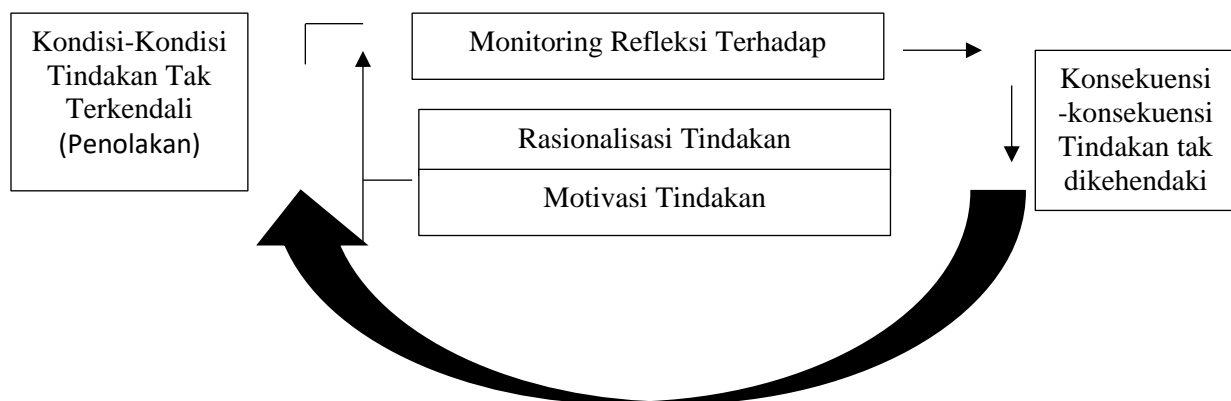 Kondisi-Kondisi
Tindakan Tak
Terkendali
(Penolakan)
Monitoring Refleksi Terhadap
Rasionalisasi Tindakan
Motivasi Tindakan
Konsekuensi
-konsekuensi
Tindakan tak
dikehendaki